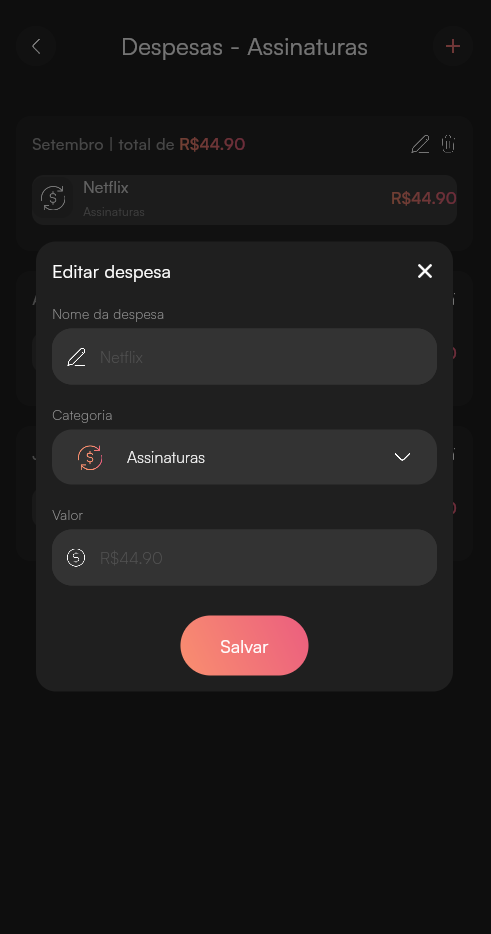 Despesas - Assinaturas
Setembro | total de R$44.90
Netflix
Assinaturas
R$44.90
Editar despesa
Nome da despesa
Netflix
Categoria
Assinaturas
Valor
R$44.90
Salvar